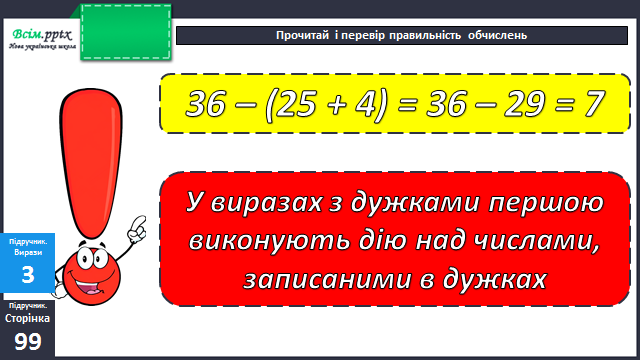 Всім.pptx
Нова українська школа
Прочитай і перевір правильність обчислень
36 – (25 + 4) = 36 – 29 = 7
У виразах з дужками першою
виконують дію над числами,
записаними в дужках
Підручник.
Вирази
3
Підручник.
Сторінка
99